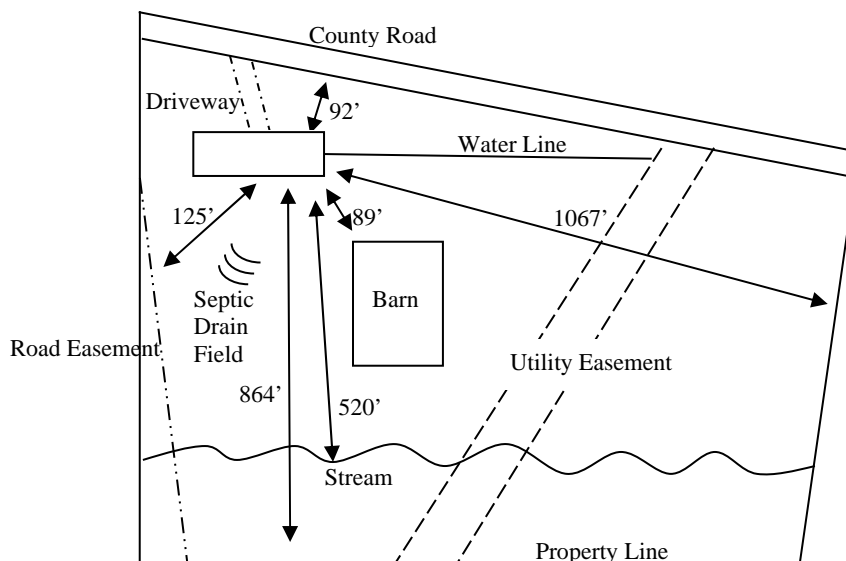 County Road
Driveway
92’
Water Line
125’
89’
1067’
Septic
Drain
Field
Barn
Road Easement
Utility Easement
864’
520’
Stream
Property Line